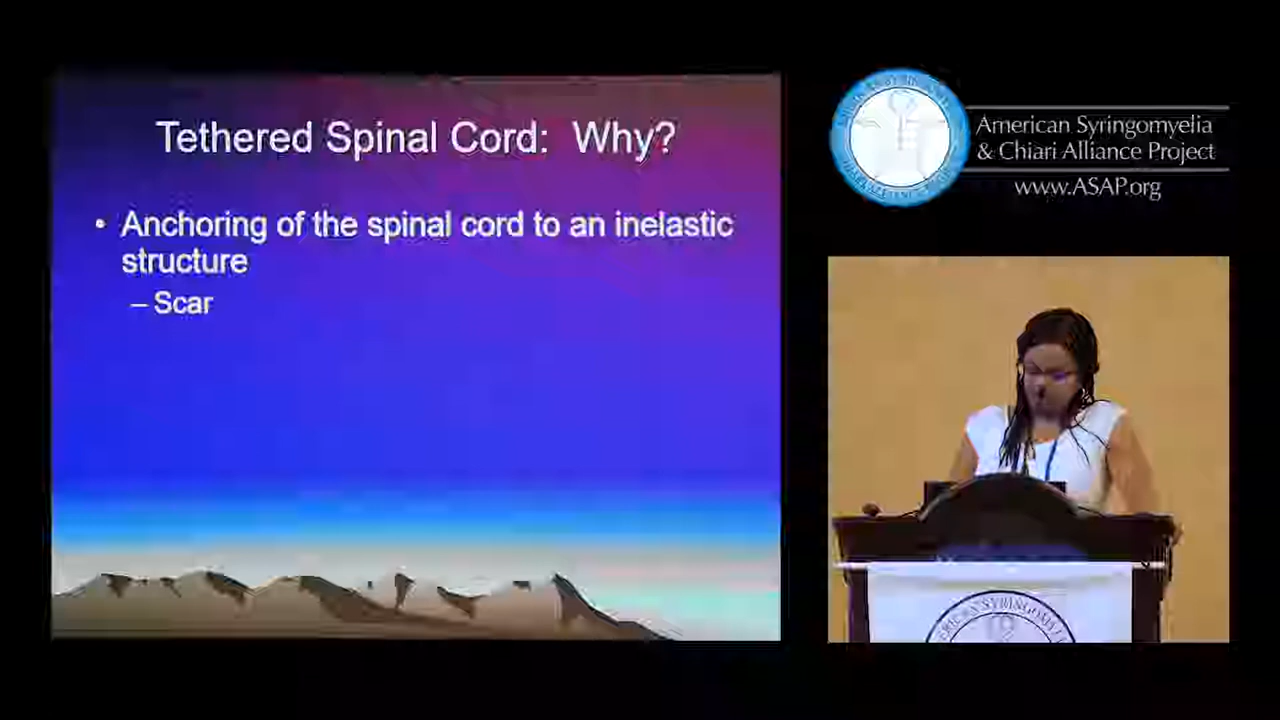 Tethered Spinal Cord: Why?
• Anchoring of the spinal cord to an inelastic
structure
– Scar
American Syringomyelia
& Chiari Alliance Project
www.ASAP.org